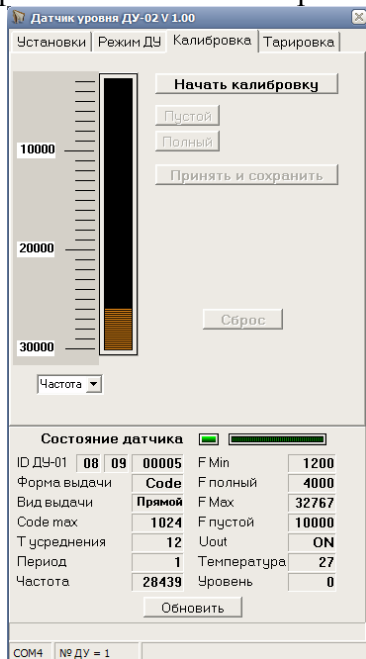 Датчик уровня ДУ-02 V 1.00
Установки Режим ДУ Калибровка Тарировка
Начать калибровку
Пустой
Полный
10000
Принять и сохранить
20000
Сброс
30000
Частота
Состояние датчика
ID ДУ-01 08 09 00005 F Min 1200
Форма выдачи Code F полный 4000
Вид выдачи Прямой F Max 32767
Code max 1024 F пустой 10000
Т усреднения 12 Uout ON
Период 1 Температура 27
Частота 28439 Уровень 0
Обновить
COM4 № ДУ = 1